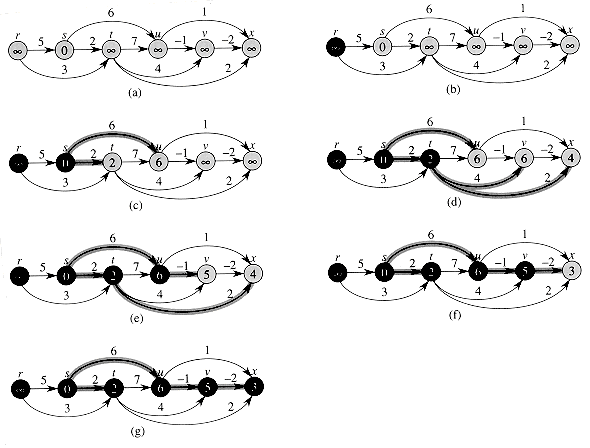 6 1
r s t u v x
∞ 5 0 2 ∞ 7 ∞ −1 ∞ −2 ∞
3 4 2
(a)
6 1
r s t u v x
∞ 5 0 2 ∞ 7 ∞ −1 ∞ −2 ∞
3 4 2
(b)
6 1
r s t u v x
∞ 5 0 2 2 7 6 −1 ∞ −2 ∞
3 4 2
(c)
6 1
r s t u v x
∞ 5 0 2 2 7 6 −1 6 −2 4
3 4 2
(d)
6 1
r s t u v x
∞ 5 0 2 2 7 6 −1 5 −2 4
3 4 2
(e)
6 1
r s t u v x
∞ 5 0 2 2 7 6 −1 5 −2 3
3 4 2
(f)
6 1
r s t u v x
∞ 5 0 2 2 7 6 −1 5 −2 3
3 4 2
(g)